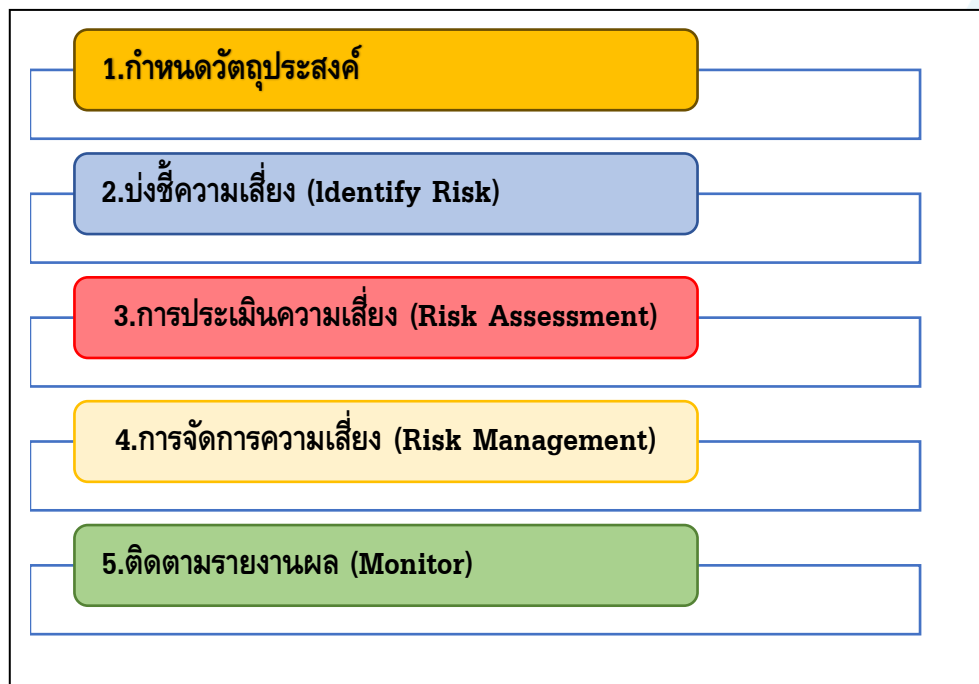 1.กำหนดวัตถุประสงค์
2.บ่งชี้ความเสี่ยง (Identify Risk)
3.การประเมินความเสี่ยง (Risk Assessment)
4.การจัดการความเสี่ยง (Risk Management)
5.ติดตามรายงานผล (Monitor)